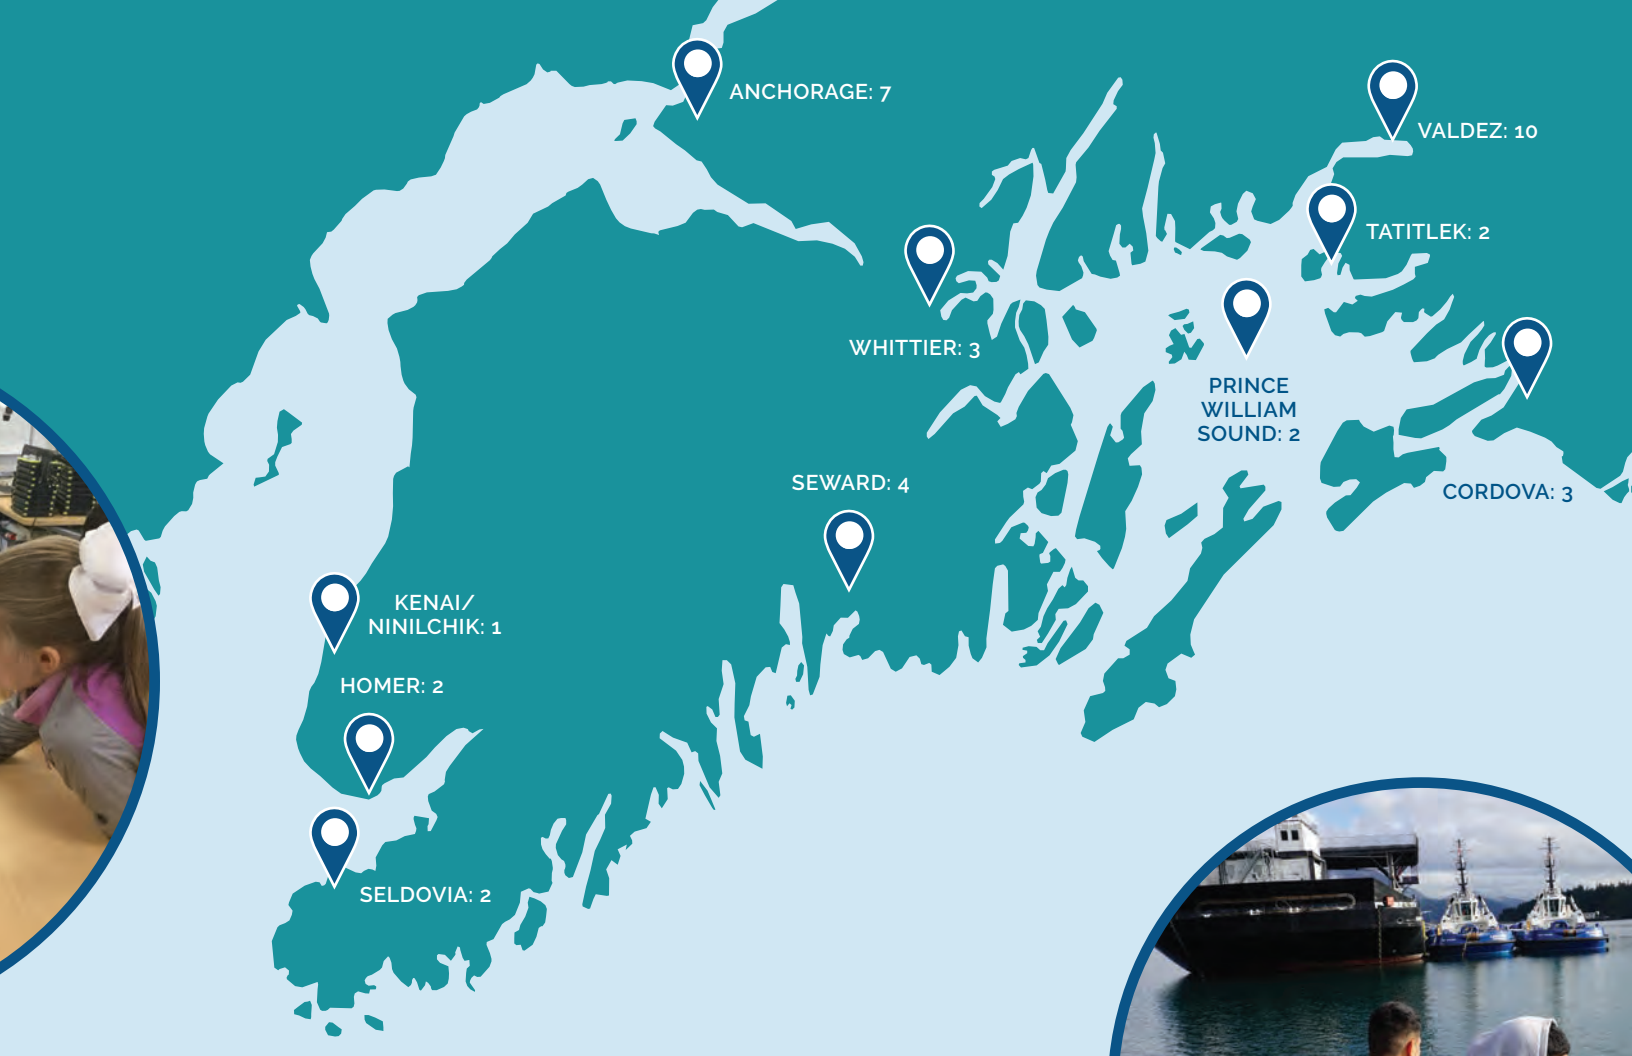 ANCHORAGE: 7
VALDEZ: 10
TATITLEK: 2
WHITTIER: 3
PRINCE
WILLIAM
SOUND: 2
SEWARD: 4
CORDOVA: 3
KENAI/
NINILCHIK: 1
HOMER: 2
SELDOVIA: 2